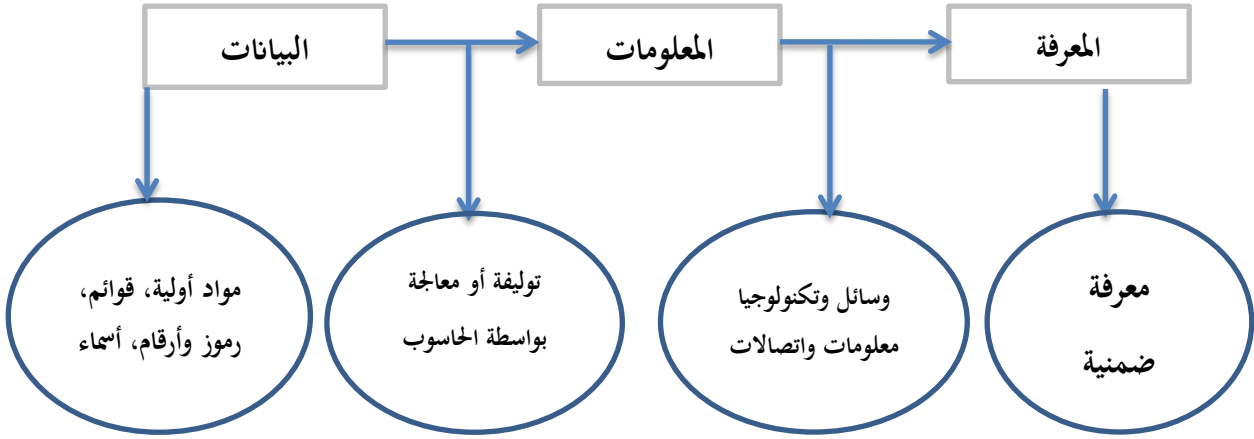 البيانات
المعلومات
المعرفة
مواد أولية، قوائم،
رموز وأرقام، أسماء
توليفة أو معالجة
بواسطة الحاسوب
وسائل وتكنولوجيا
معلومات واتصالات
معرفة
ضمنية